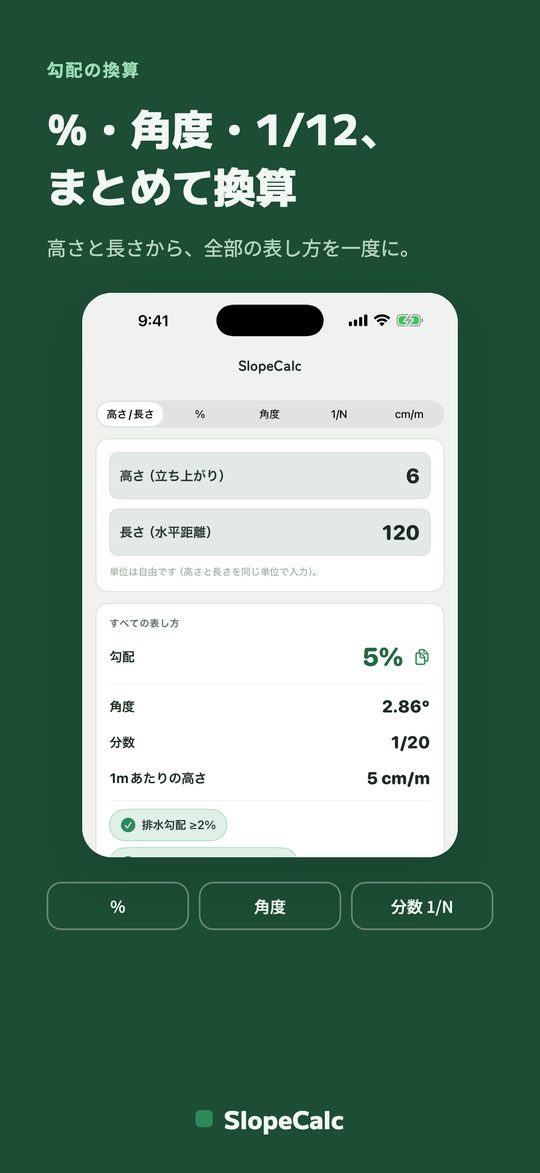 勾配の換算
%・角度・1/12、
まとめて換算
高さと長さから、全部の表し方を一度に。
9:41
SlopeCalc
高さ/長さ % 角度 1/N cm/m
高さ（立ち上がり） 6
長さ（水平距離） 120
単位は自由です（高さと長さを同じ単位で入力）。
すべての表し方
勾配 5%
角度 2.86°
分数 1/20
1mあたりの高さ 5 cm/m
排水勾配 ≥2%
% 角度 分数 1/N
SlopeCalc